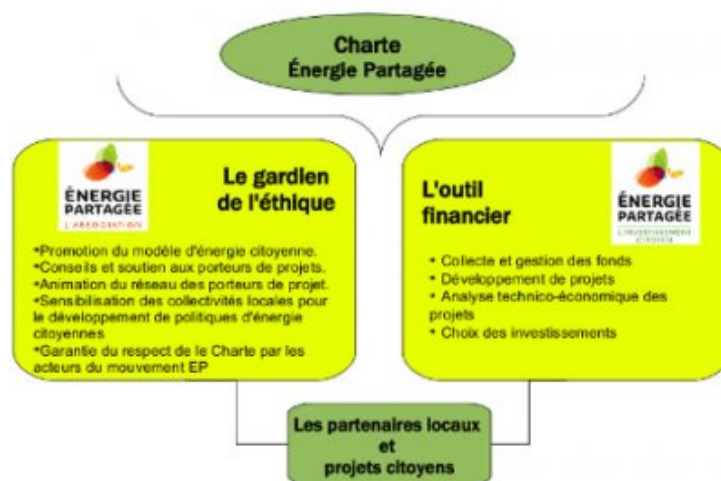 Charte
Énergie Partagée
ÉNERGIE
PARTAGÉE
L'ASSOCIATION
Le gardien
de l'éthique
•Promotion du modèle d'énergie citoyenne.
•Conseils et soutien aux porteurs de projets.
•Animation du réseau des porteurs de projet.
•Sensibilisation des collectivités locales pour
le développement de politiques d'énergie
citoyennes
•Garantie du respect de la Charte par les
acteurs du mouvement EP
L'outil
financier
ÉNERGIE
PARTAGÉE
L'INVESTISSEMENT
CITOYEN
• Collecte et gestion des fonds
• Développement de projets
• Analyse technico-économique des
projets
• Choix des investissements
Les partenaires locaux
et
projets citoyens